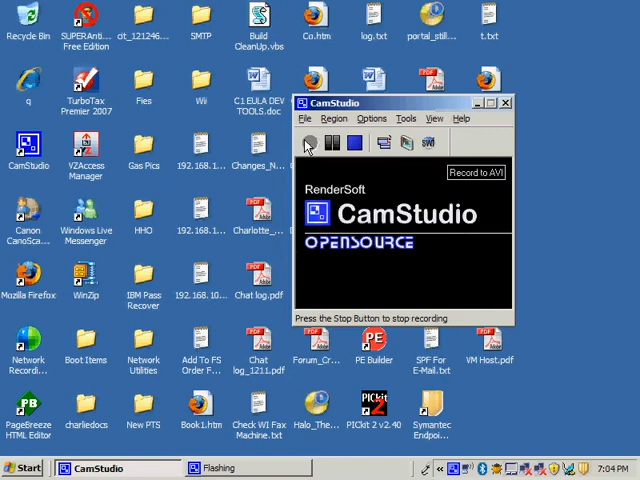 Recycle Bin
SUPERAnti...
Free Edition
cit_121246...
SMTP
Build
CleanUp.vbs
Co.htm
log.txt
portal_still...
t.txt
q
TurboTax
Premier 2007
Fies
Wii
C1 EULA DEV
TOOLS.doc
CamStudio
File Region Options Tools View Help
Record to AVI
RenderSoft
CamStudio
OPENSOURCE
Press the Stop Button to stop recording
CamStudio
VZAccess
Manager
Gas Pics
192.168.1...
Changes_N...
Canon
CanoSca...
Windows Live
Messenger
HHO
192.168.1...
Charlotte_...
Mozilla Firefox
WinZip
IBM Pass
Recover
192.168.10...
Chat log.pdf
Network
Recordi...
Boot Items
Network
Utilities
Add To FS
Order F...
Chat
log_1211.pdf
Forum_Cr...
PE
PE Builder
SPF For
E-Mail.txt
VM Host.pdf
PB
PageBreeze
HTML Editor
charliedocs
New PTS
Book1.htm
Check WI Fax
Machine.txt
Halo_The...
PICkit
2
PICkit 2 v2.40
Symantec
Endpoi...
Start
CamStudio
Flashing
7:04 PM